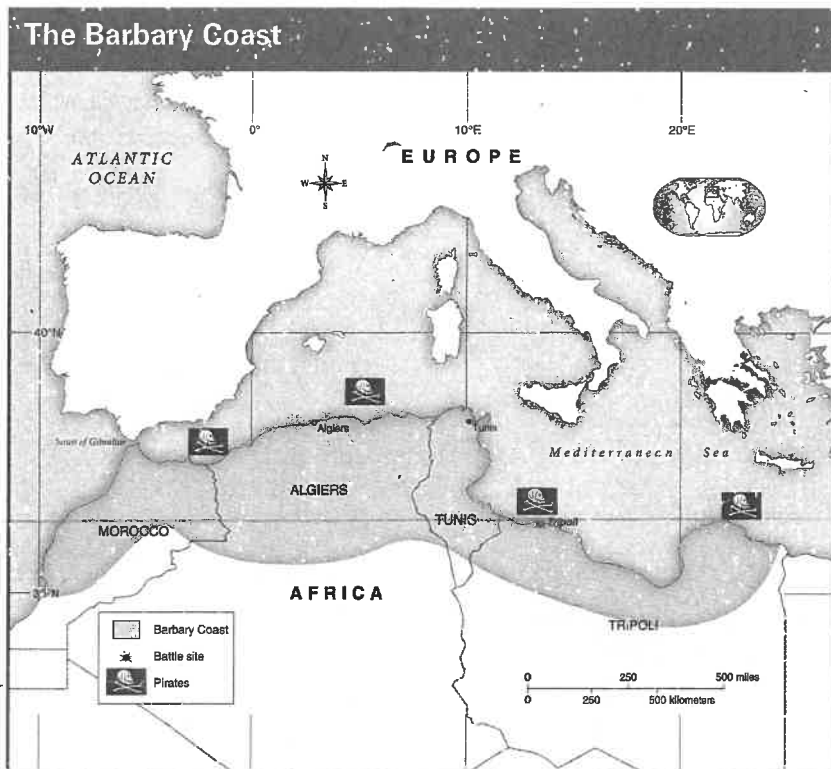 The Barbary Coast
10°W
0°
10°E
20°E
ATLANTIC
OCEAN
EUROPE
N
W
E
S
40°N
Algiers
Tunis
Mediterranean Sea
ALGIERS
TUNIS
Tripoli
MOROCCO
AFRICA
TRIPOLI
Barbary Coast
Battle site
Pirates
0 250 500 miles
0 250 500 kilometers